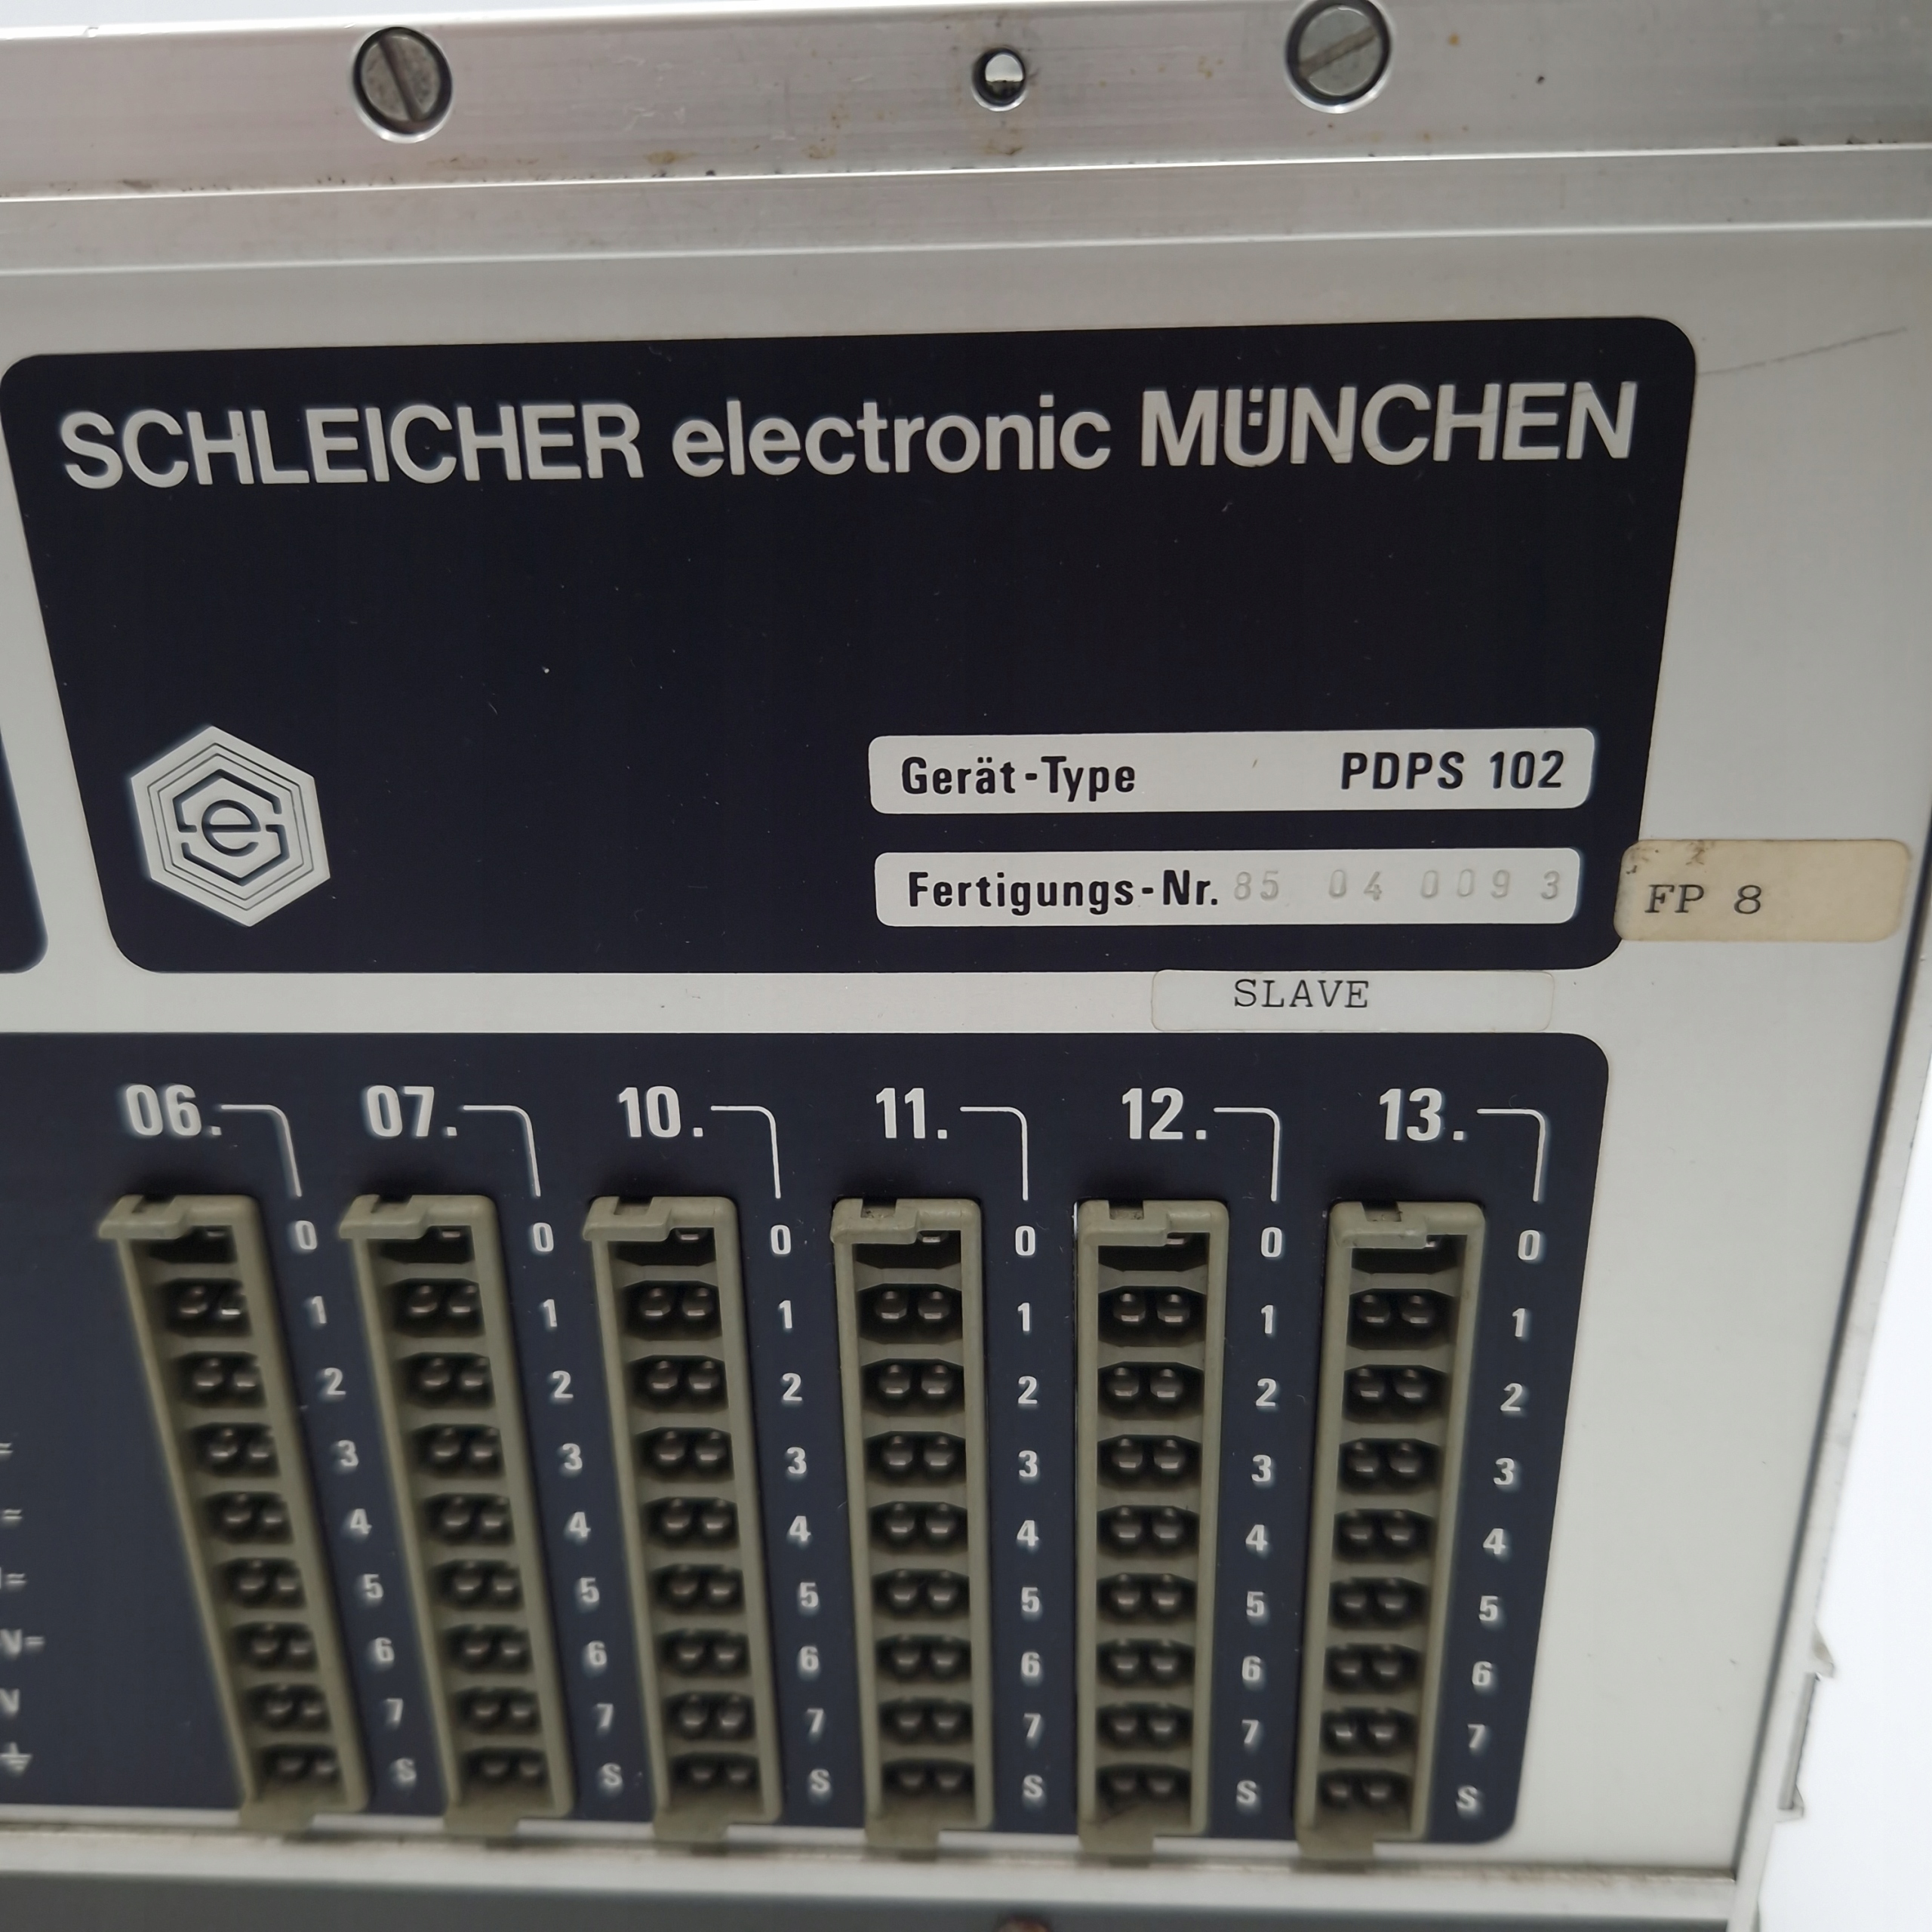 SCHLEICHER electronic MÜNCHEN
Se
Gerät-Type PDPS 102
Fertigungs-Nr. 85 04 0093
FP 8
SLAVE
06. 07. 10. 11. 12. 13.
0 0 0 0 0 0
1 1 1 1 1 1
2 2 2 2 2 2
3 3 3 3 3 3
4 4 4 4 4 4
5 5 5 5 5 5
N= 6 6 6 6 6 6
N 7 7 7 7 7 7
S S S S S S